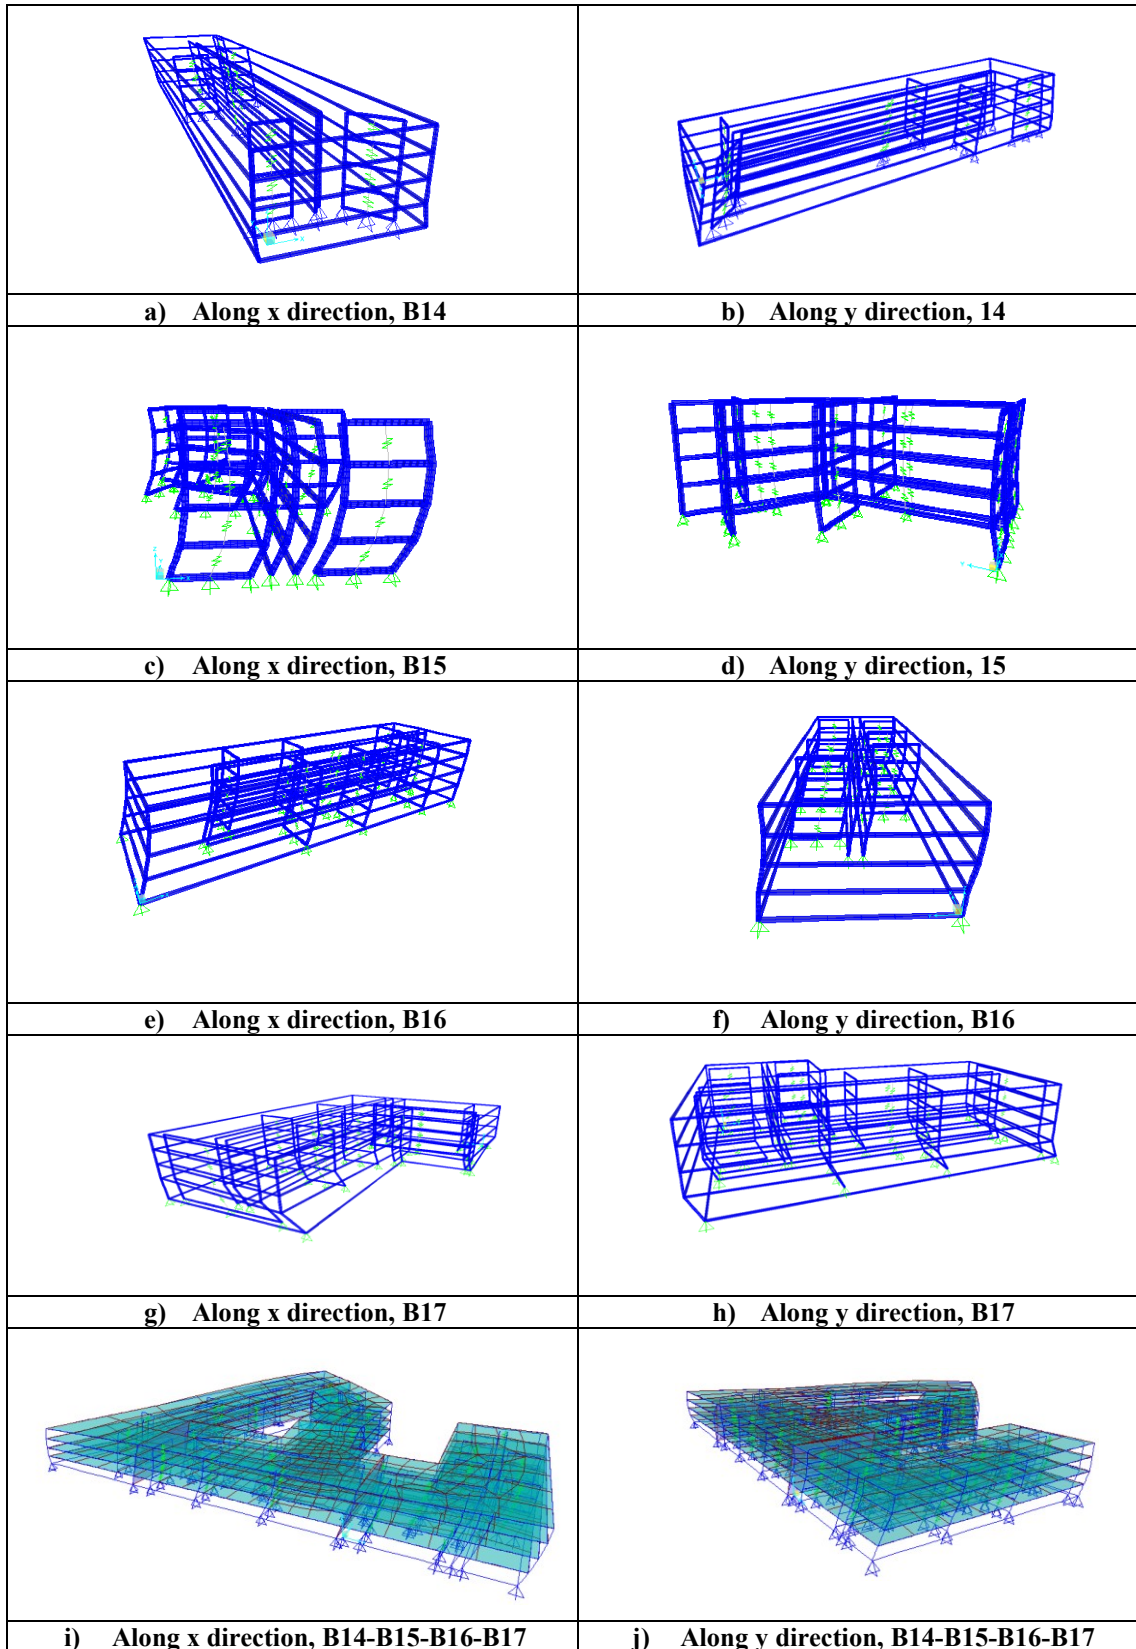 a) Along x direction, B14
b) Along y direction, 14
c) Along x direction, B15
d) Along y direction, 15
e) Along x direction, B16
f) Along y direction, B16
g) Along x direction, B17
h) Along y direction, B17
i) Along x direction, B14-B15-B16-B17
j) Along y direction, B14-B15-B16-B17